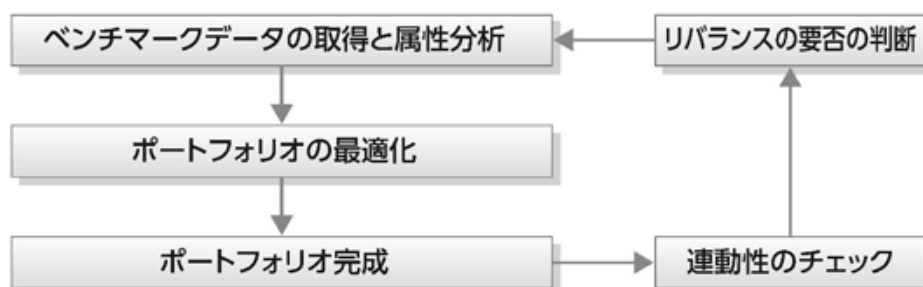 ベンチマークデータの取得と属性分析
リバランスの要否の判断
ポートフォリオの最適化
ポートフォリオ完成
連動性のチェック